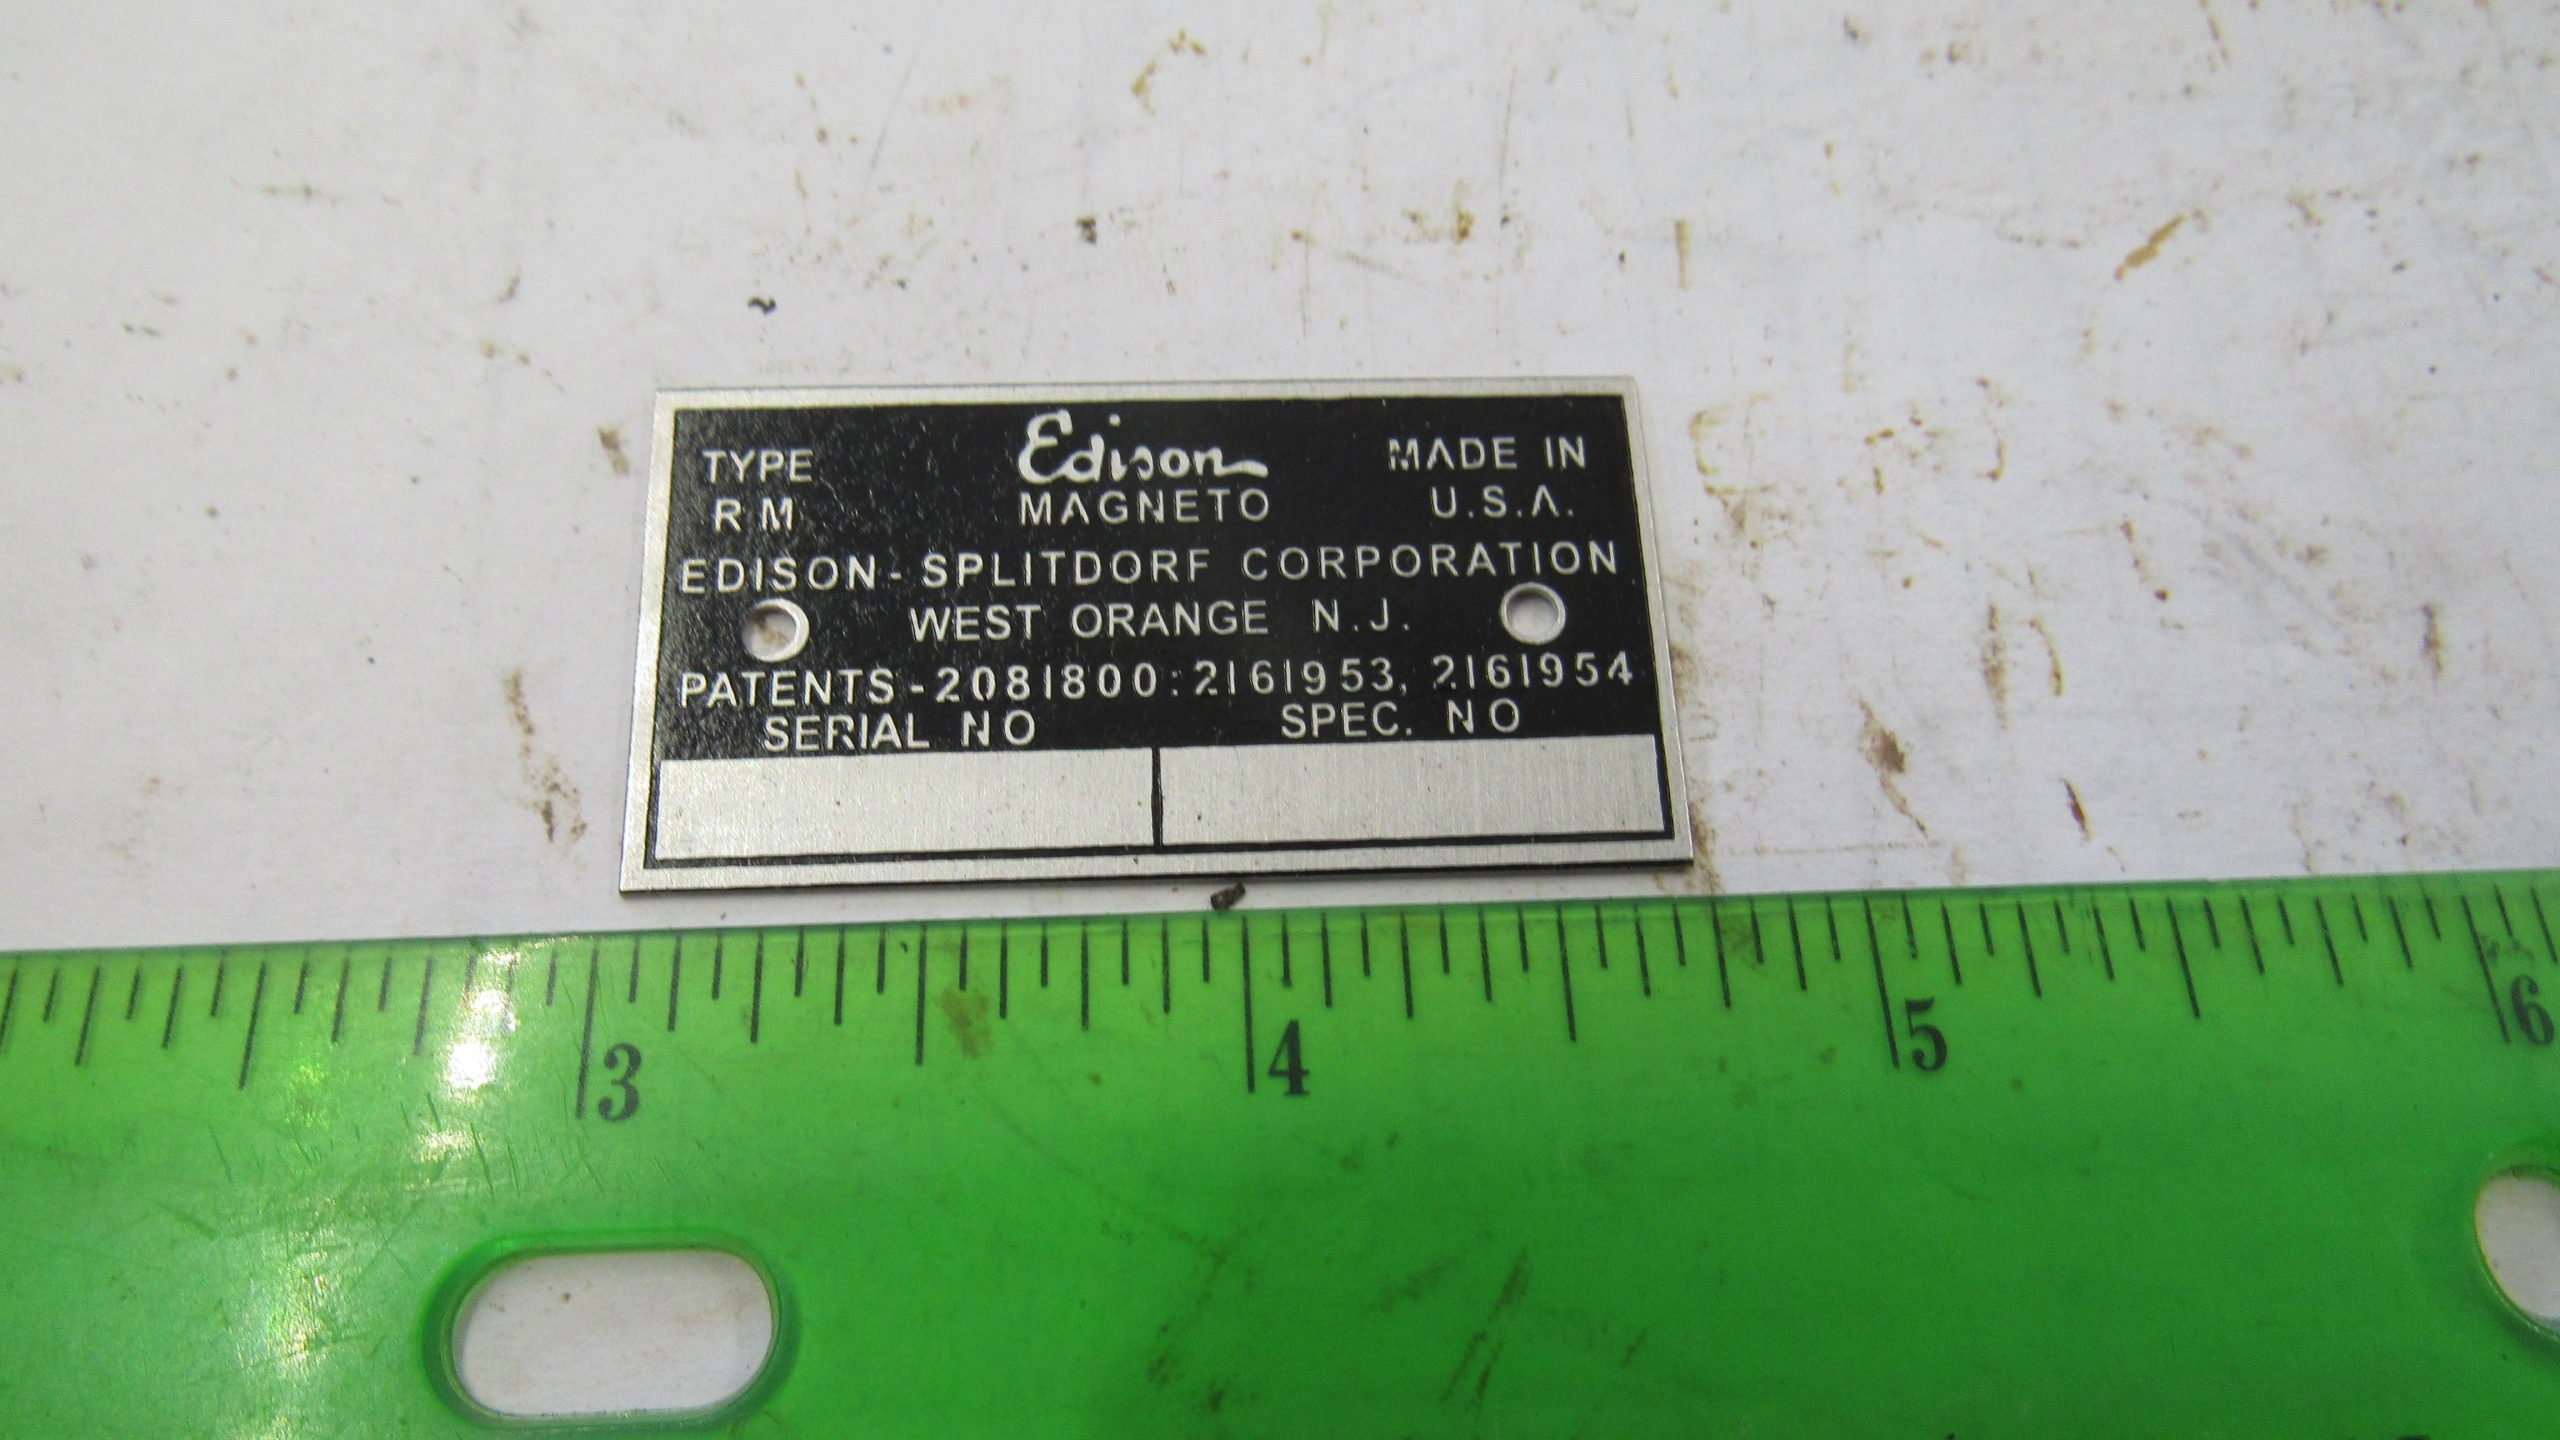 TYPE Edison MADE IN
RM MAGNETO U.S.A.
EDISON-SPLITDORF CORPORATION
WEST ORANGE N.J.
PATENTS-2081800:2161953, 2161954
SERIAL NO SPEC. NO
3 4 5 6